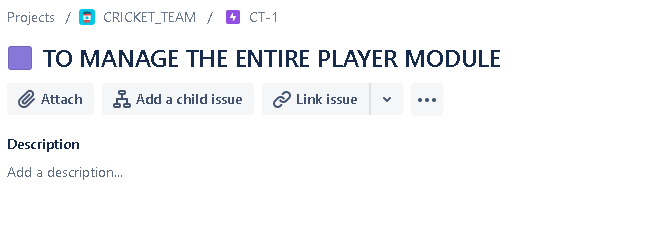 Projects / CRICKET_TEAM / CT-1
TO MANAGE THE ENTIRE PLAYER MODULE
Attach Add a child issue Link issue
Description
Add a description...